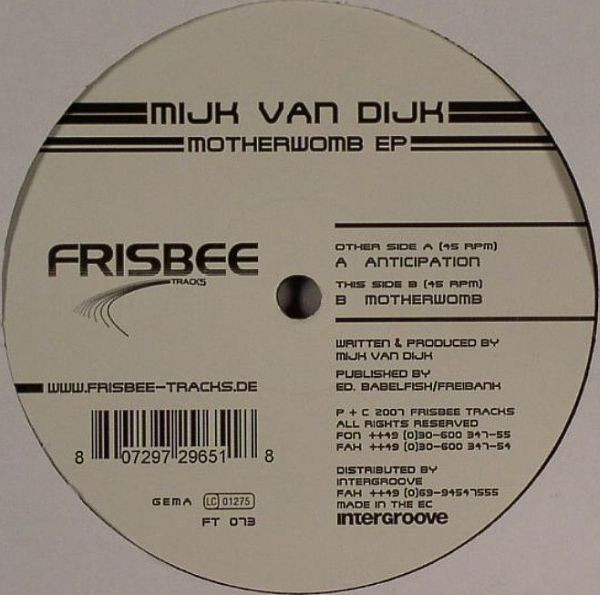 MIJK VAN DIJK
MOTHERWOMB EP
FRISBEE
TRACKS
OTHER SIDE A (45 RPM)
A ANTICIPATION
THIS SIDE B (45 RPM)
B MOTHERWOMB
WRITTEN & PRODUCED BY
MIJK VAN DIJK
PUBLISHED BY
ED. BABELFISH/FREIBANK
WWW.FRISBEE-TRACKS.DE
P + C 2007 FRISBEE TRACKS
ALL RIGHTS RESERVED
FON ++49 (0)30-600 347-55
FAX ++49 (0)30-600 347-54
8 07297 29651 8
DISTRIBUTED BY
INTERGROOVE
FAX ++49 (0)69-94547555
MADE IN THE EC
intergroove
GEMA LC 01275
FT 073